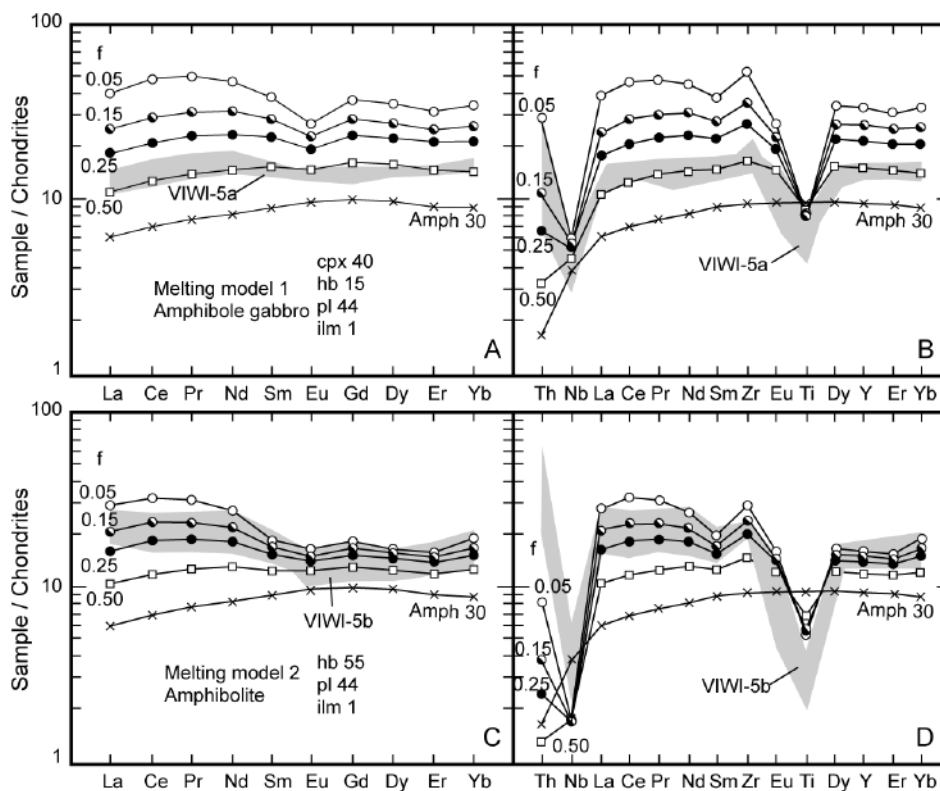 100
10
1
Sample / Chondrites
f
0.05
0.15
0.25
0.50
VIWI-5a
Amph 30
Melting model 1
Amphibole gabbro
cpx 40
hb 15
pl 44
ilm 1
A
La Ce Pr Nd Sm Eu Gd Dy Er Yb
f
0.05
0.15
0.25
0.50
Amph 30
VIWI-5a
B
Th Nb La Ce Pr Nd Sm Zr Eu Ti Dy Y Er Yb
100
10
1
Sample / Chondrites
f
0.05
0.15
0.25
0.50
VIWI-5b
Amph 30
Melting model 2
Amphibolite
hb 55
pl 44
ilm 1
C
La Ce Pr Nd Sm Eu Gd Dy Er Yb
f
0.05
0.15
0.25
0.50
Amph 30
VIWI-5b
D
Th Nb La Ce Pr Nd Sm Zr Eu Ti Dy Y Er Yb